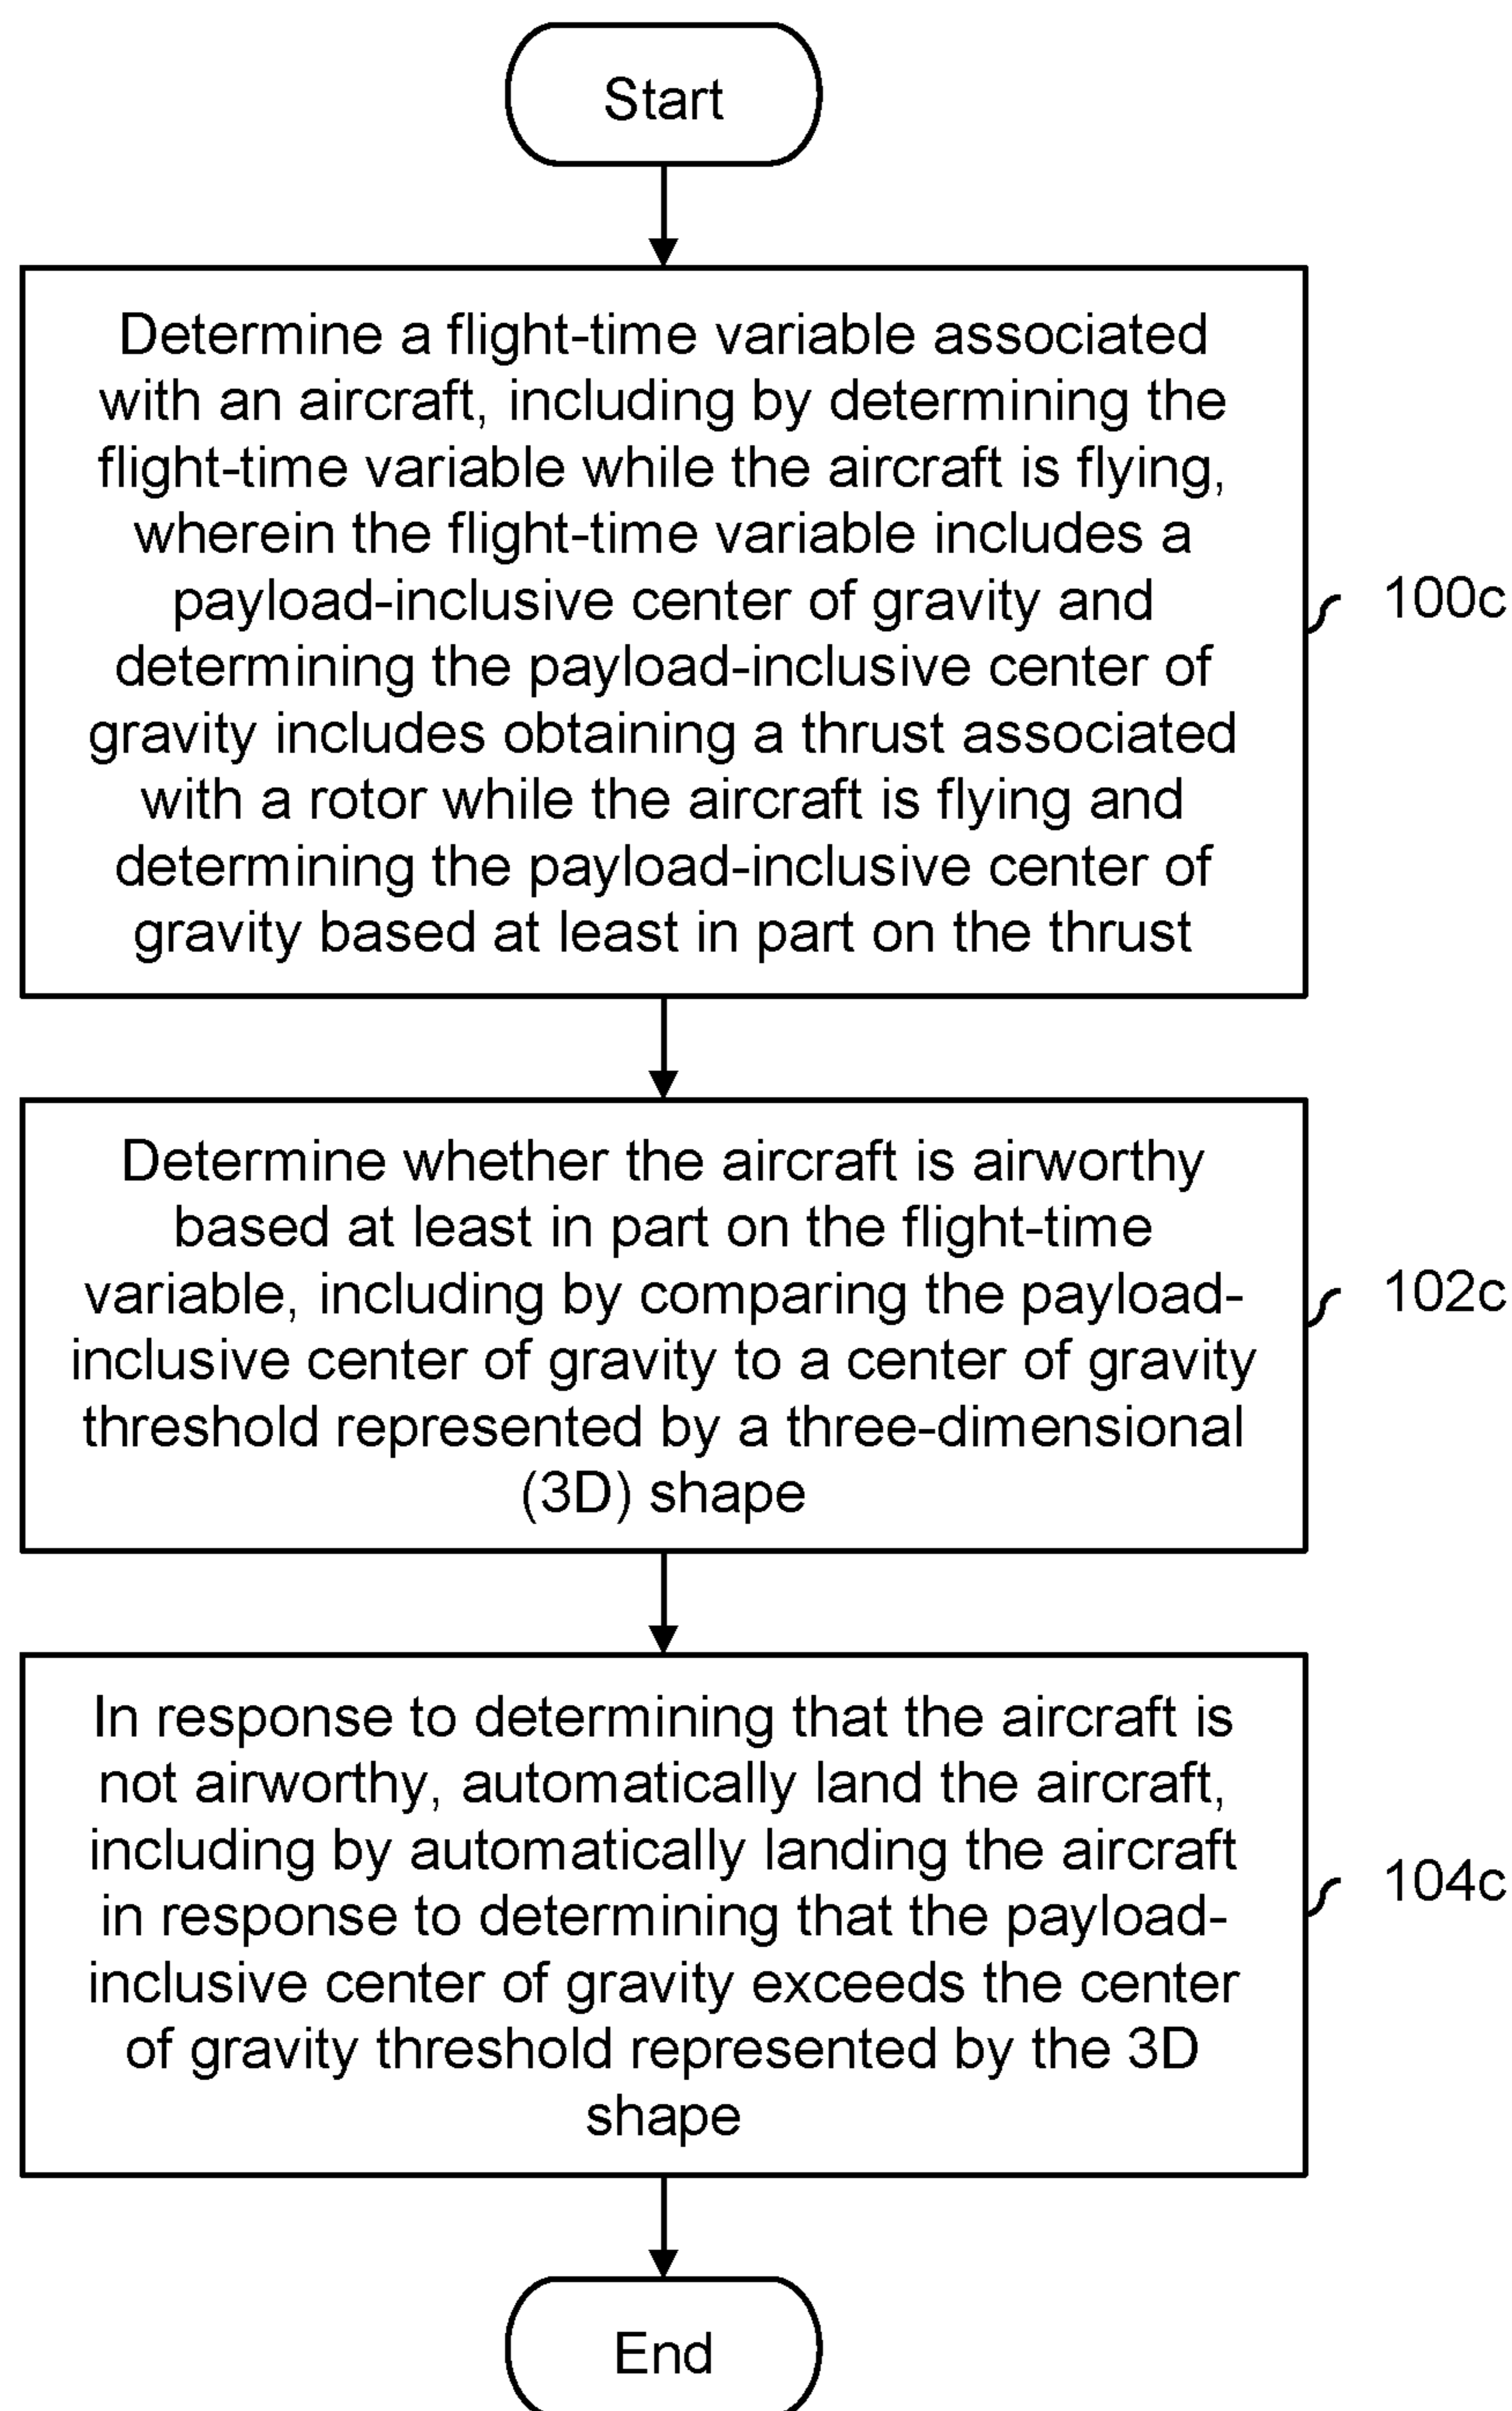 Start
Determine a flight-time variable associated
with an aircraft, including by determining the
flight-time variable while the aircraft is flying,
wherein the flight-time variable includes a
payload-inclusive center of gravity and
determining the payload-inclusive center of
gravity includes obtaining a thrust associated
with a rotor while the aircraft is flying and
determining the payload-inclusive center of
gravity based at least in part on the thrust
100c
Determine whether the aircraft is airworthy
based at least in part on the flight-time
variable, including by comparing the payload-
inclusive center of gravity to a center of gravity
threshold represented by a three-dimensional
(3D) shape
102c
In response to determining that the aircraft is
not airworthy, automatically land the aircraft,
including by automatically landing the aircraft
in response to determining that the payload-
inclusive center of gravity exceeds the center
of gravity threshold represented by the 3D
shape
104c
End